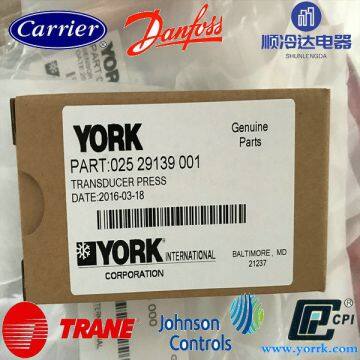 Carrier
Danfoss
顺冷达电器
SHUNLENGDA
YORK
Genuine
Parts
PART:025 29139 001
TRANSDUCER PRESS
DATE:2016-03-18
YORK INTERNATIONAL
CORPORATION
BALTIMORE, MD
21237
TRANE
Johnson
Controls
CPI
www.yorrk.com